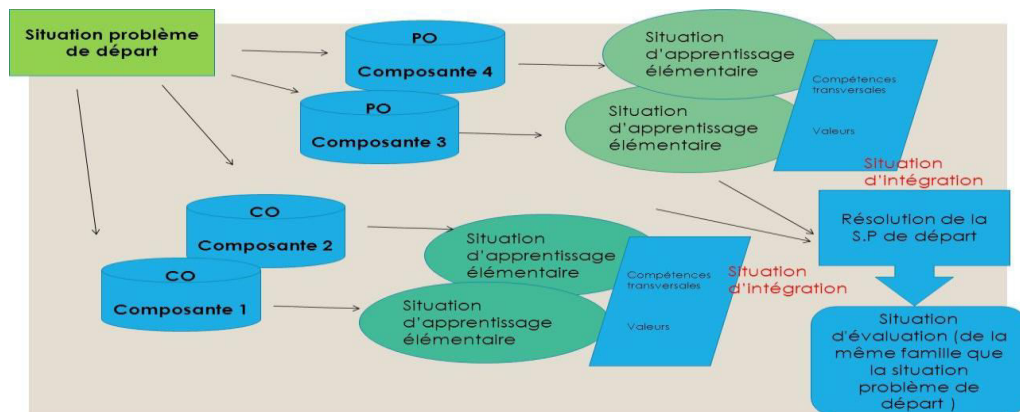 Situation problème
de départ
PO
Composante 4
PO
Composante 3
Situation
d'apprentissage
élémentaire
Situation
d'apprentissage
élémentaire
Compétences
transversales
Valeurs
Situation
d'intégration
Résolution de la
S.P de départ
CO
Composante 2
CO
Composante 1
Situation
d'apprentissage
élémentaire
Situation
d'apprentissage
élémentaire
Compétences
transversales
Valeurs
Situation
d'intégration
Situation
d'évaluation (de la
même famille que
la situation
problème de
départ )